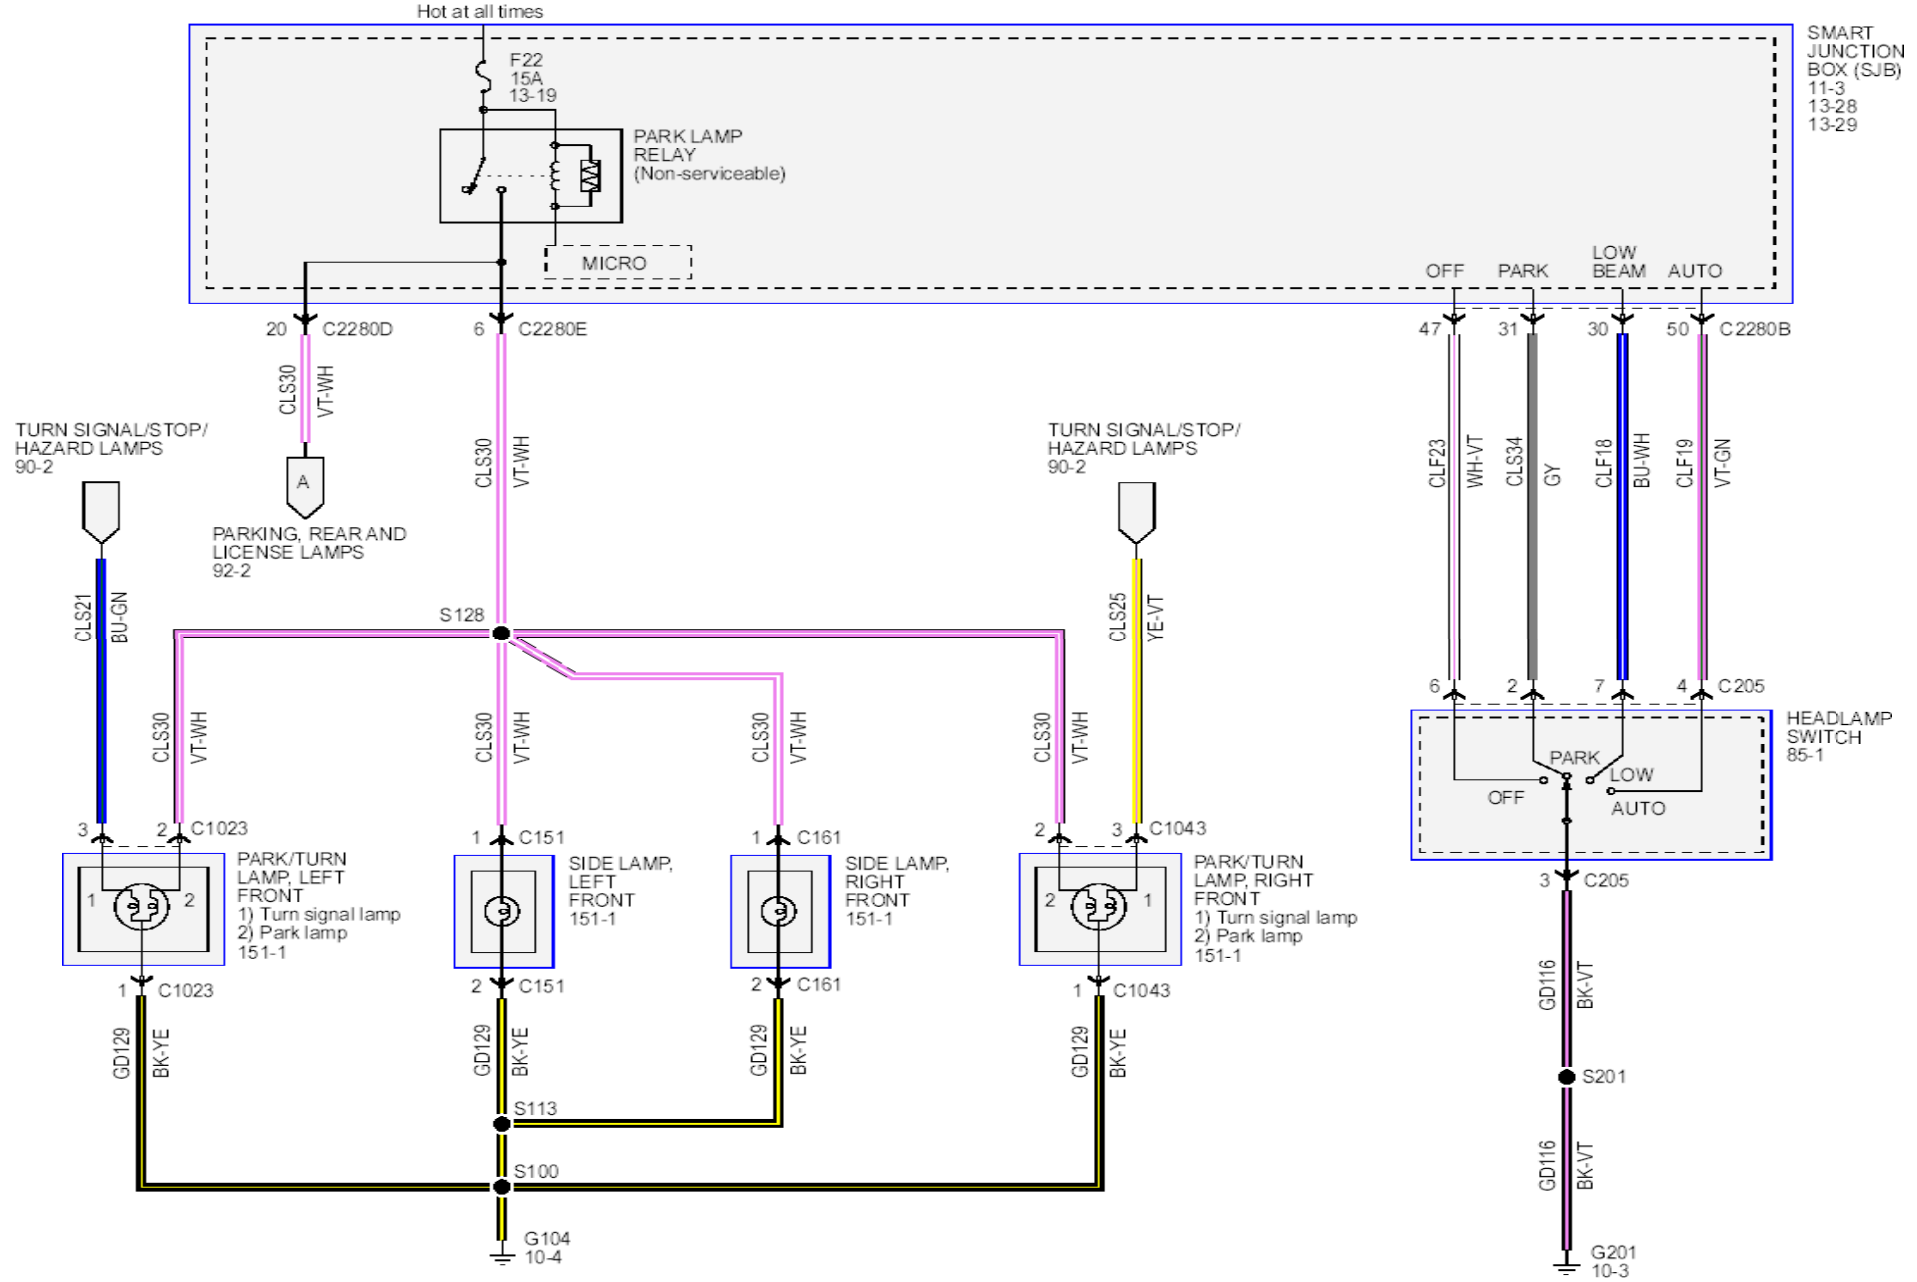 Hot at all times
SMART
JUNCTION
BOX (SJB)
11-3
13-28
13-29
F22
15A
13-19
PARK LAMP
RELAY
(Non-serviceable)
MICRO
OFF
PARK
LOW
BEAM
AUTO
20
C2280D
6
C2280E
47
31
30
50
C2280B
CLS30
VT-WH
A
PARKING, REAR AND
LICENSE LAMPS
92-2
TURN SIGNAL/STOP/
HAZARD LAMPS
90-2
CLS30
VT-WH
TURN SIGNAL/STOP/
HAZARD LAMPS
90-2
CLF23
WH-VT
CLS34
GY
CLF18
BU-WH
CLF19
VT-GN
CLS21
BU-GN
S128
CLS25
YE-VT
CLS30
VT-WH
CLS30
VT-WH
CLS30
VT-WH
CLS30
VT-WH
6
2
7
4
C205
HEADLAMP
SWITCH
85-1
PARK
LOW
OFF
AUTO
3
C205
3
2
C1023
PARK/TURN
LAMP, LEFT
FRONT
1) Turn signal lamp
2) Park lamp
151-1
1
2
1
C1023
1
C151
SIDE LAMP,
LEFT
FRONT
151-1
2
C151
1
C161
SIDE LAMP,
RIGHT
FRONT
151-1
2
C161
2
3
C1043
PARK/TURN
LAMP, RIGHT
FRONT
1) Turn signal lamp
2) Park lamp
151-1
2
1
1
C1043
GD129
BK-YE
GD129
BK-YE
GD129
BK-YE
GD129
BK-YE
GD116
BK-VT
S113
S201
S100
GD116
BK-VT
G104
10-4
G201
10-3